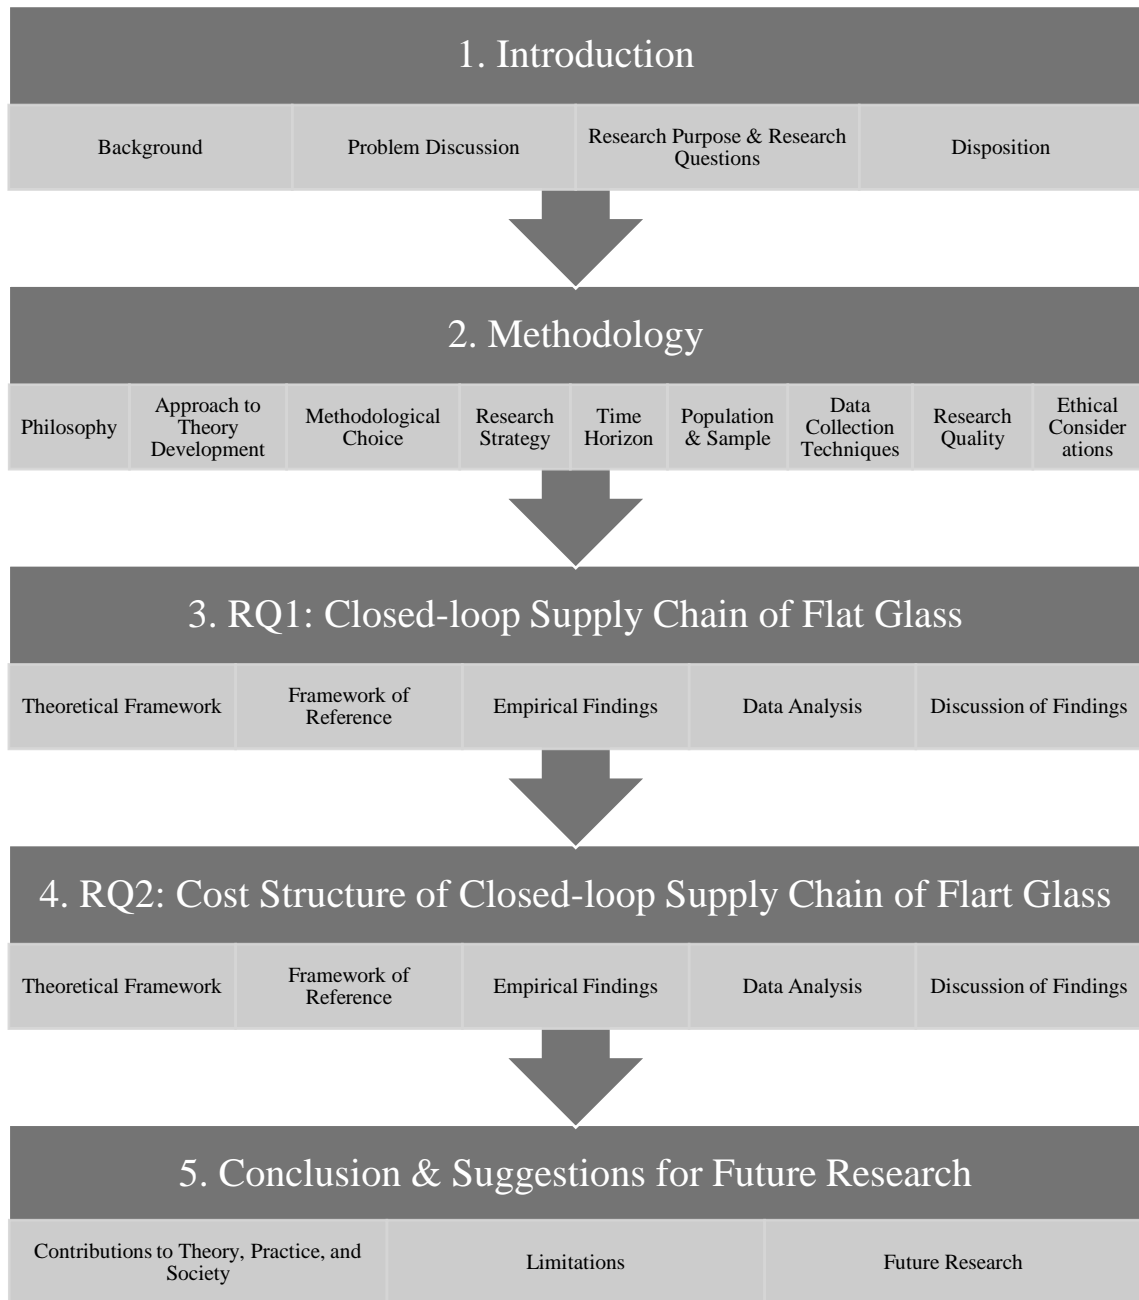 1. Introduction
Background
Problem Discussion
Research Purpose & Research
Questions
Disposition
2. Methodology
Philosophy
Approach to
Theory
Development
Methodological
Choice
Research
Strategy
Time
Horizon
Population
& Sample
Data
Collection
Techniques
Research
Quality
Ethical
Consider
ations
3. RQ1: Closed-loop Supply Chain of Flat Glass
Theoretical Framework
Framework of
Reference
Empirical Findings
Data Analysis
Discussion of Findings
4. RQ2: Cost Structure of Closed-loop Supply Chain of Flart Glass
Theoretical Framework
Framework of
Reference
Empirical Findings
Data Analysis
Discussion of Findings
5. Conclusion & Suggestions for Future Research
Contributions to Theory, Practice, and
Society
Limitations
Future Research